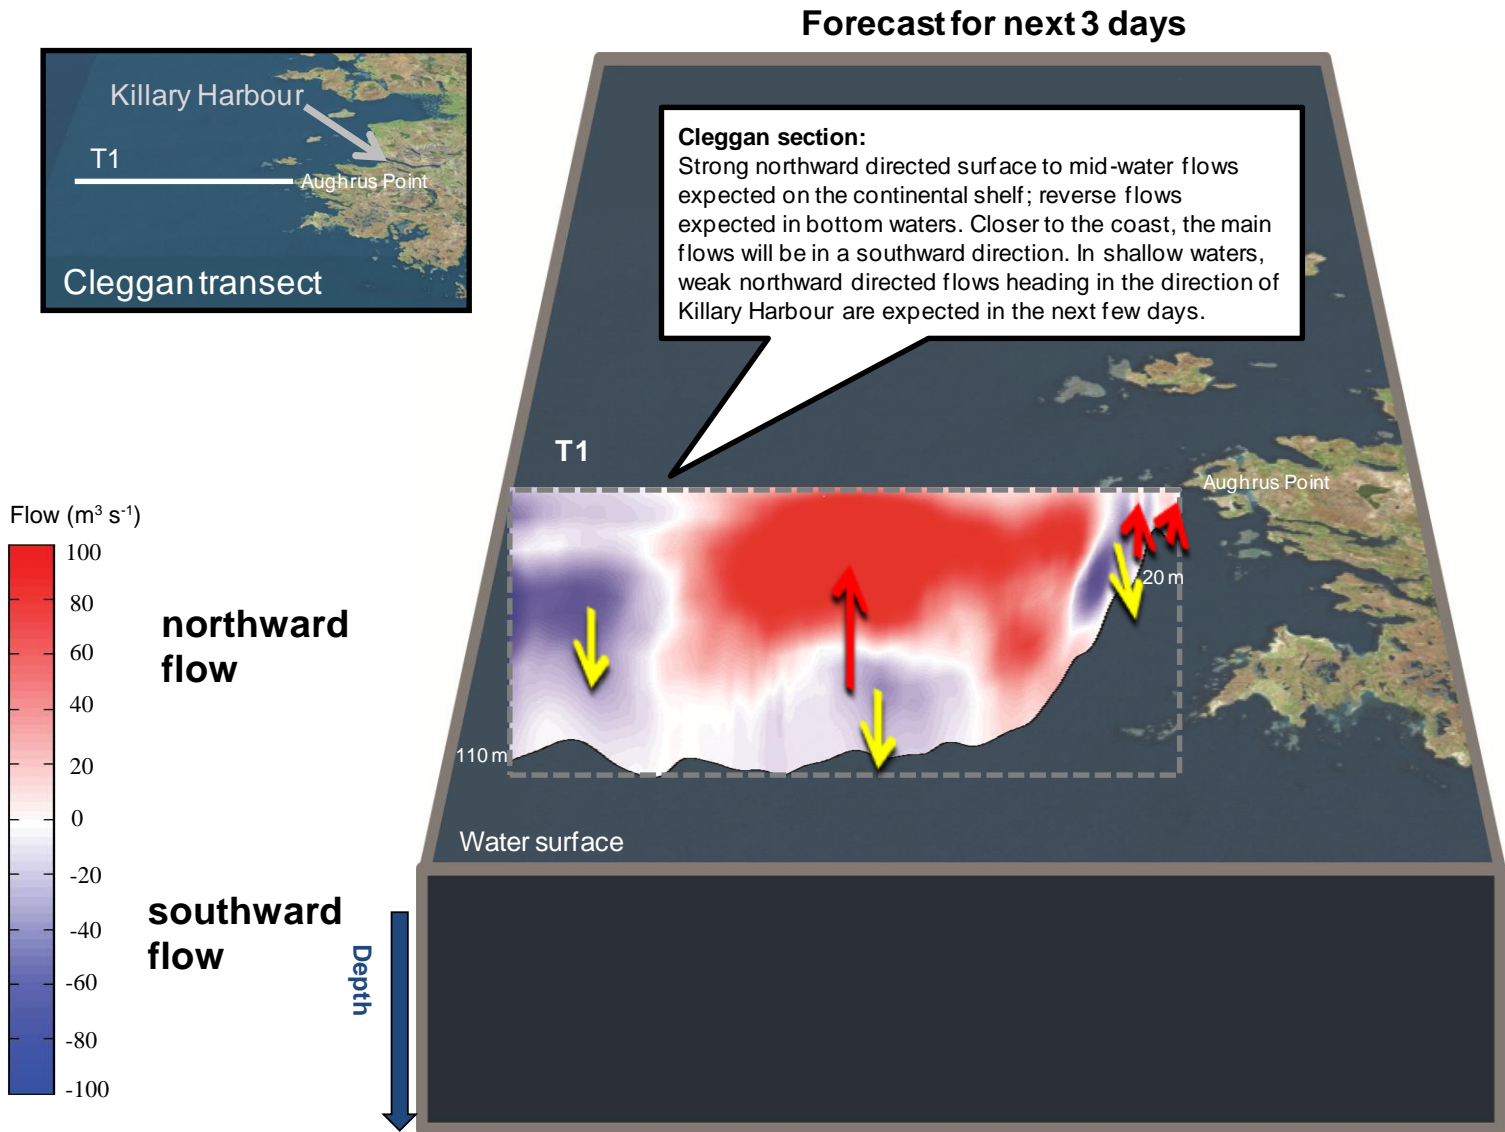 Forecast for next 3 days
Killary Harbour
T1
Aughrus Point
Cleggan transect
Cleggan section:
Strong northward directed surface to mid-water flows
expected on the continental shelf; reverse flows
expected in bottom waters. Closer to the coast, the main
flows will be in a southward direction. In shallow waters,
weak northward directed flows heading in the direction of
Killary Harbour are expected in the next few days.
T1
Aughrus Point
20 m
110 m
Water surface
Flow (m³ s⁻¹)
100
80
60
40
20
0
-20
-40
-60
-80
-100
northward
flow
southward
flow
Depth